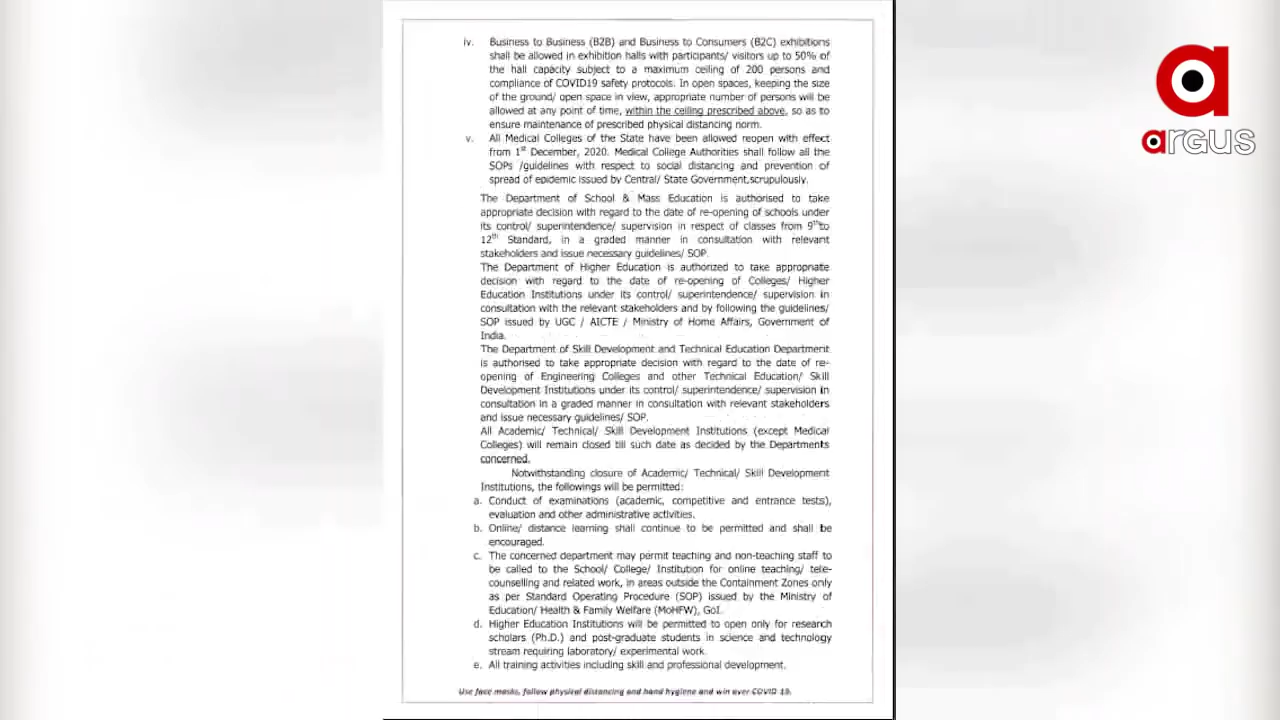 iv. Business to Business (B2B) and Business to Consumers (B2C) exhibitions
shall be allowed in exhibition halls with participants/ visitors up to 50% of
the hall capacity subject to a maximum ceiling of 200 persons and
compliance of COVID19 safety protocols. In open spaces, keeping the size
of the ground/ open space in view, appropriate number of persons will be
allowed at any point of time, within the ceiling prescribed above, so as to
ensure maintenance of prescribed physical distancing norm.
v. All Medical Colleges of the State have been allowed reopen with effect
from 1st December, 2020. Medical College Authorities shall follow all the
SOPs /guidelines with respect to social distancing and prevention of
spread of epidemic issued by Central/ State Government scrupulously.
The Department of School & Mass Education is authorised to take
appropriate decision with regard to the date of re-opening of schools under
its control/ superintendence/ supervision in respect of classes from 9th to
12th Standard, in a graded manner in consultation with relevant
stakeholders and issue necessary guidelines/ SOP.
The Department of Higher Education is authorized to take appropriate
decision with regard to the date of re-opening of Colleges/ Higher
Education Institutions under its control/ superintendence/ supervision in
consultation with the relevant stakeholders and by following the guidelines/
SOP issued by UGC / AICTE / Ministry of Home Affairs, Government of
India.
The Department of Skill Development and Technical Education Department
is authorised to take appropriate decision with regard to the date of re-
opening of Engineering Colleges and other Technical Education/ Skill
Development Institutions under its control/ superintendence/ supervision in
consultation in a graded manner in consultation with relevant stakeholders
and issue necessary guidelines/ SOP.
All Academic/ Technical/ Skill Development Institutions (except Medical
Colleges) will remain closed till such date as decided by the Departments
concerned.
Notwithstanding closure of Academic/ Technical/ Skill Development
Institutions, the followings will be permitted:
a. Conduct of examinations (academic, competitive and entrance tests),
evaluation and other administrative activities.
b. Online/ distance learning shall continue to be permitted and shall be
encouraged.
c. The concerned department may permit teaching and non-teaching staff to
be called to the School/ College/ Institution for online teaching/ tele-
counselling and related work, in areas outside the Containment Zones only
as per Standard Operating Procedure (SOP) issued by the Ministry of
Education/ Health & Family Welfare (MoHFW), GoI.
d. Higher Education Institutions will be permitted to open only for research
scholars (Ph.D.) and post-graduate students in science and technology
stream requiring laboratory/ experimental work.
e. All training activities including skill and professional development.
Use face masks, follow physical distancing and hand hygiene and win over COVID 19.
a
argus